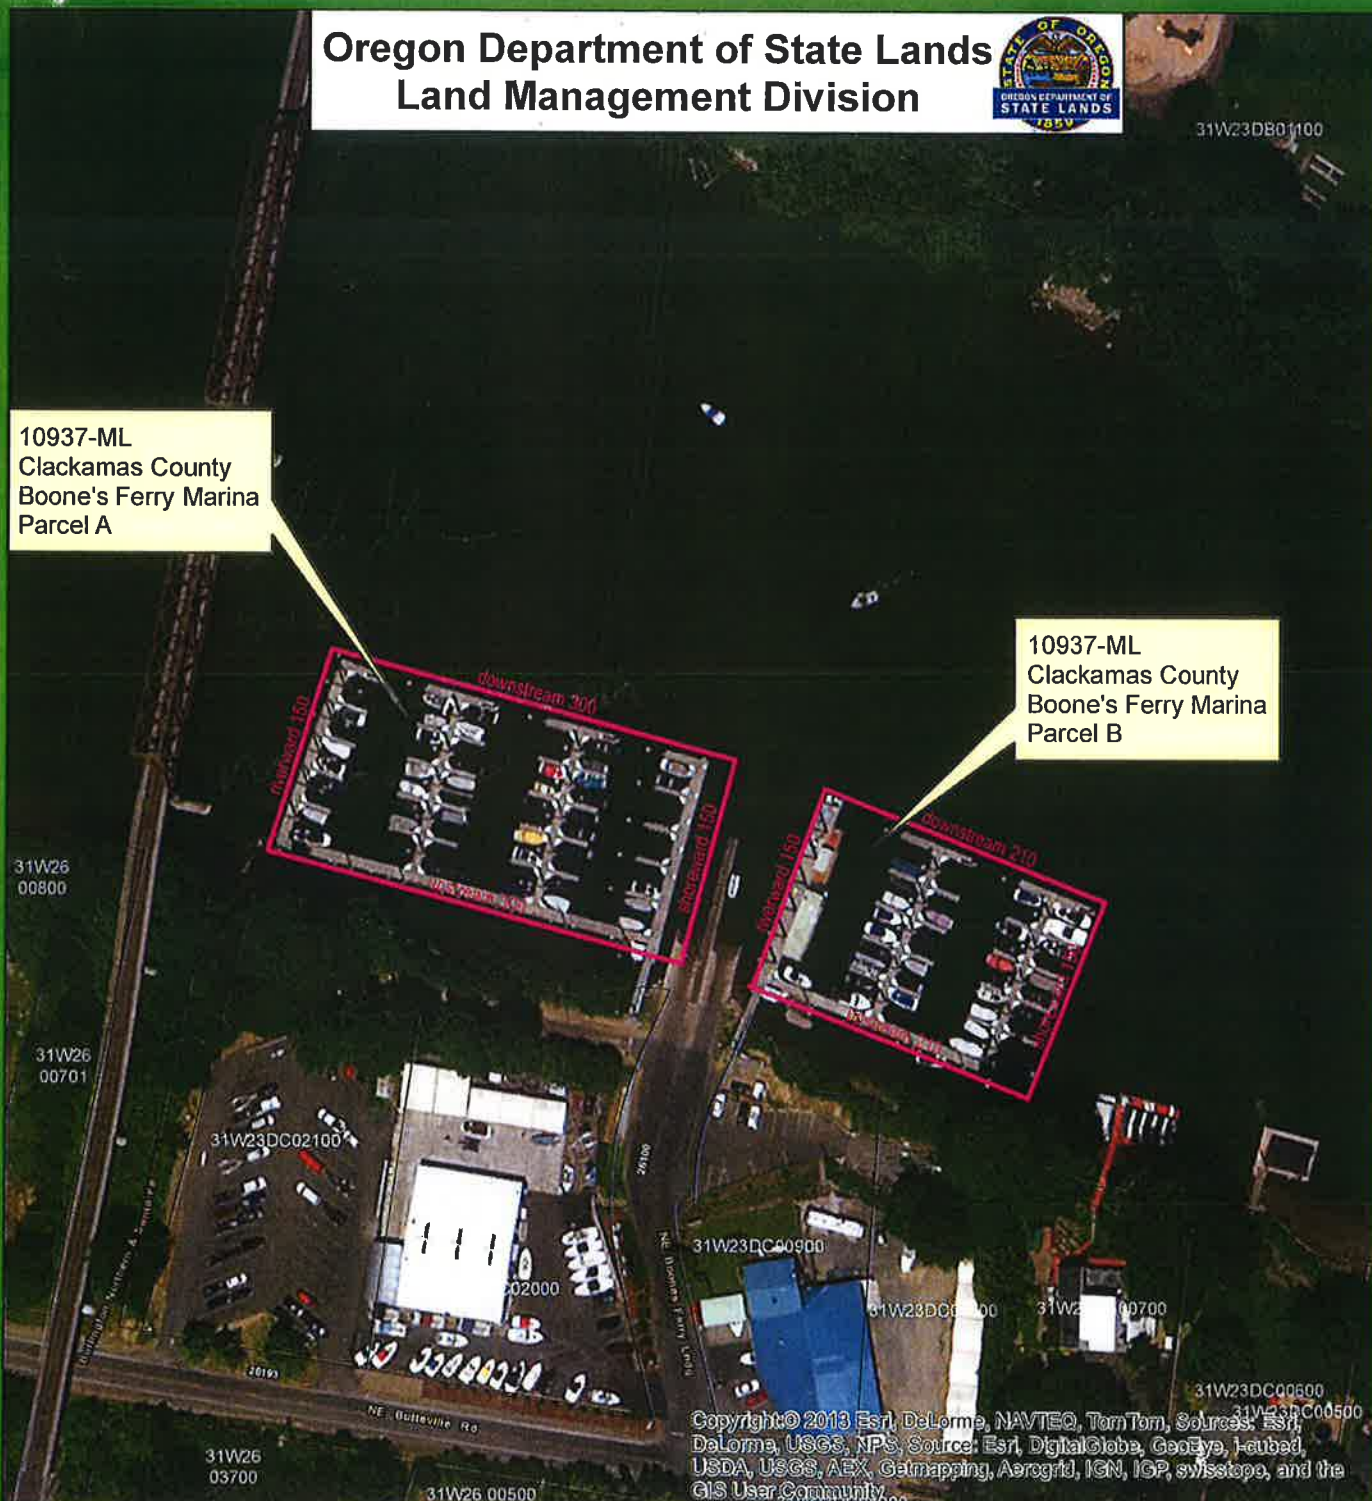 Oregon Department of State Lands
Land Management Division
STATE OF OREGON
OREGON DEPARTMENT OF
STATE LANDS
1859
31W23DB01100
10937-ML
Clackamas County
Boone's Ferry Marina
Parcel A
10937-ML
Clackamas County
Boone's Ferry Marina
Parcel B
downstream 300
riverward 150
shoreward 150
downstream 210
riverward 150
31W26
00800
31W26
00701
31W23DC02100
26100
31W23DC00900
02000
NE Boones Ferry Unas
31W23DC00600
31W23DC00500
26193
NE Butteville Rd
31W26
03700
31W26 00500
Copyright:© 2013 Esri, DeLorme, NAVTEQ, TomTom, Sources: Esri,
DeLorme, USGS, NPS, Source: Esri, DigitalGlobe, GeoEye, i-cubed,
USDA, USGS, AEX, Getmapping, Aerogrid, IGN, IGP, swisstopo, and the
GIS User Community